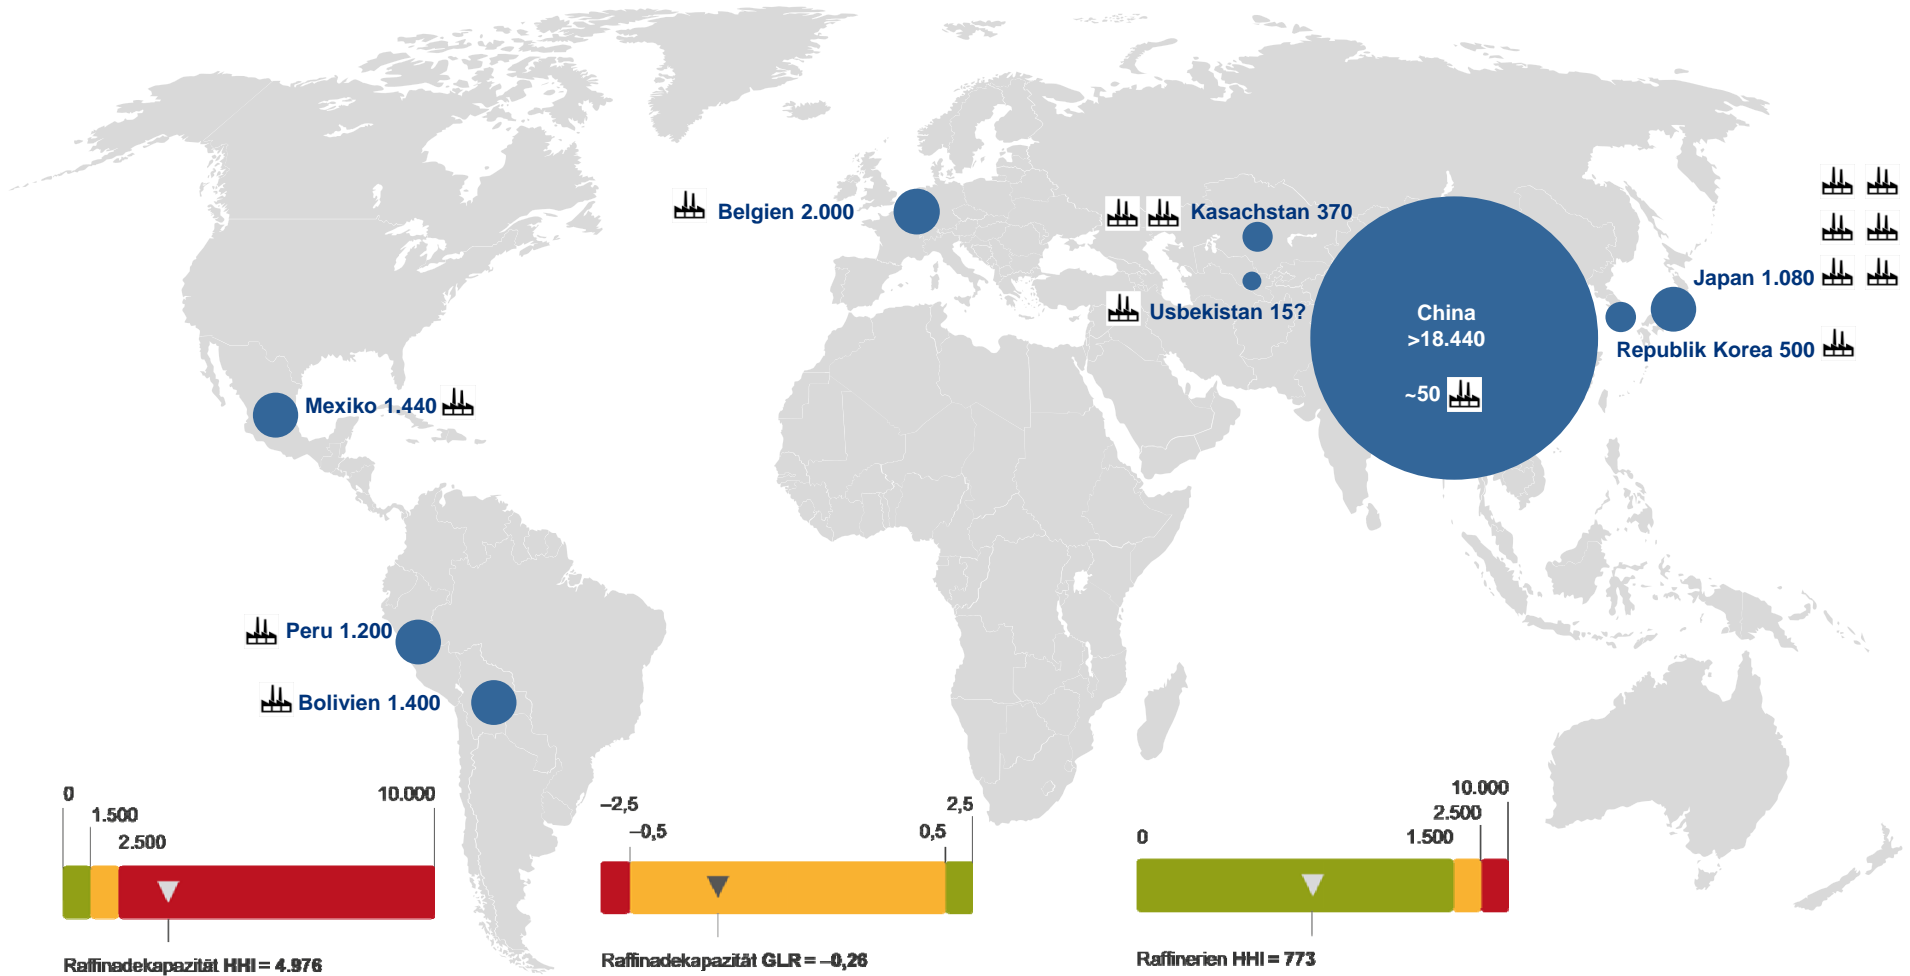 Belgien 2.000
Kasachstan 370
Usbekistan 15?
China
>18.440
~50
Japan 1.080
Republik Korea 500
Mexiko 1.440
Peru 1.200
Bolivien 1.400
0
10.000
1.500
2.500
Raffinadekapazität HHI = 4.976
–2,5
2,5
–0,5
0,5
Raffinadekapazität GLR = –0,26
10.000
2.500
0
1.500
Raffinerien HHI = 773